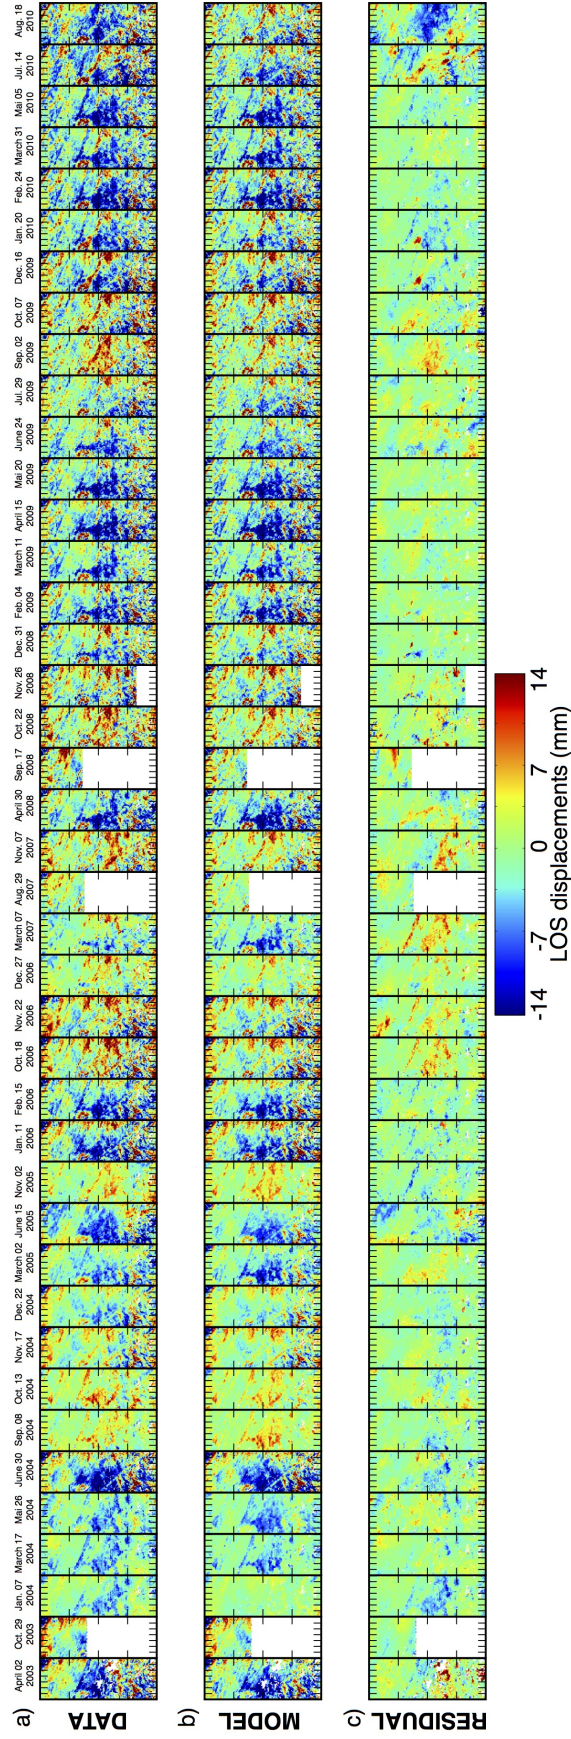 a)
April 02 Oct. 29 Jan. 07 March 17 Mai 26 June 30 Sep. 08 Oct. 13 Nov. 17 Dec. 22 March 02 June 15 Nov. 02 Jan. 11 Feb. 15 Oct. 18 Nov. 22 Dec. 27 March 07 Aug. 29 Nov. 07 April 30 Sep. 17 Oct. 22 Nov. 26 Dec. 31 Feb. 04 March 11 April 15 Mai 20 June 24 Jul. 29 Sep. 02 Oct. 07 Dec. 16 Jan. 20 Feb. 24 March 31 Mai 05 Jul. 14 Aug. 18
2003 2003 2004 2004 2004 2004 2004 2004 2004 2004 2005 2005 2005 2006 2006 2006 2006 2006 2007 2007 2007 2008 2008 2008 2008 2008 2009 2009 2009 2009 2009 2009 2009 2009 2009 2010 2010 2010 2010 2010 2010
DATA
b)
MODEL
c)
RESIDUAL
-14 -7 0 7 14
LOS displacements (mm)